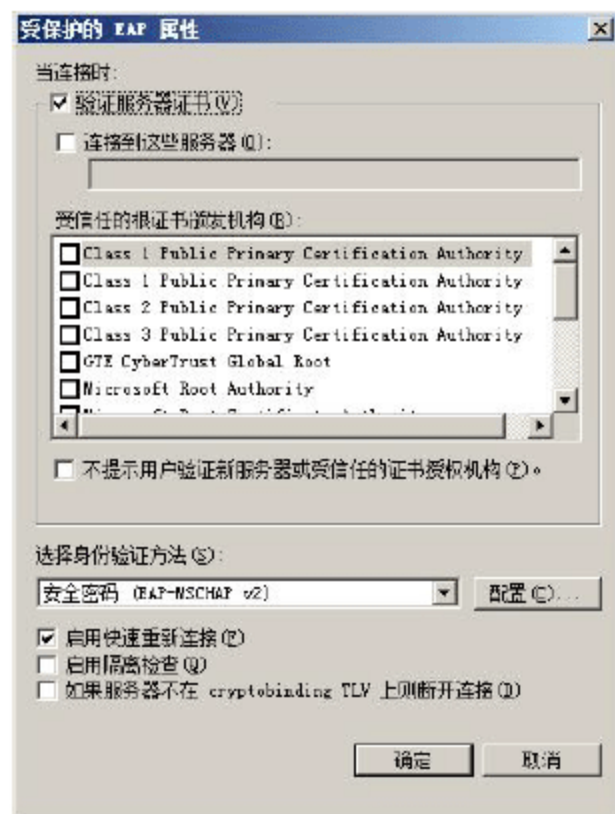 受保护的 EAP 属性
当连接时:
验证服务器证书(V)
连接到这些服务器(O):
受信任的根证书颁发机构(R):
Class 1 Public Primary Certification Authority
Class 1 Public Primary Certification Authority
Class 2 Public Primary Certification Authority
Class 3 Public Primary Certification Authority
GTE CyberTrust Global Root
Microsoft Root Authority
不提示用户验证新服务器或受信任的证书授权机构(P)。
选择身份验证方法(S):
安全密码 (EAP-MSCHAP v2)
配置(C)...
启用快速重新连接(F)
启用隔离检查(Q)
如果服务器不在 cryptobinding TLV 上则断开连接(D)
确定
取消